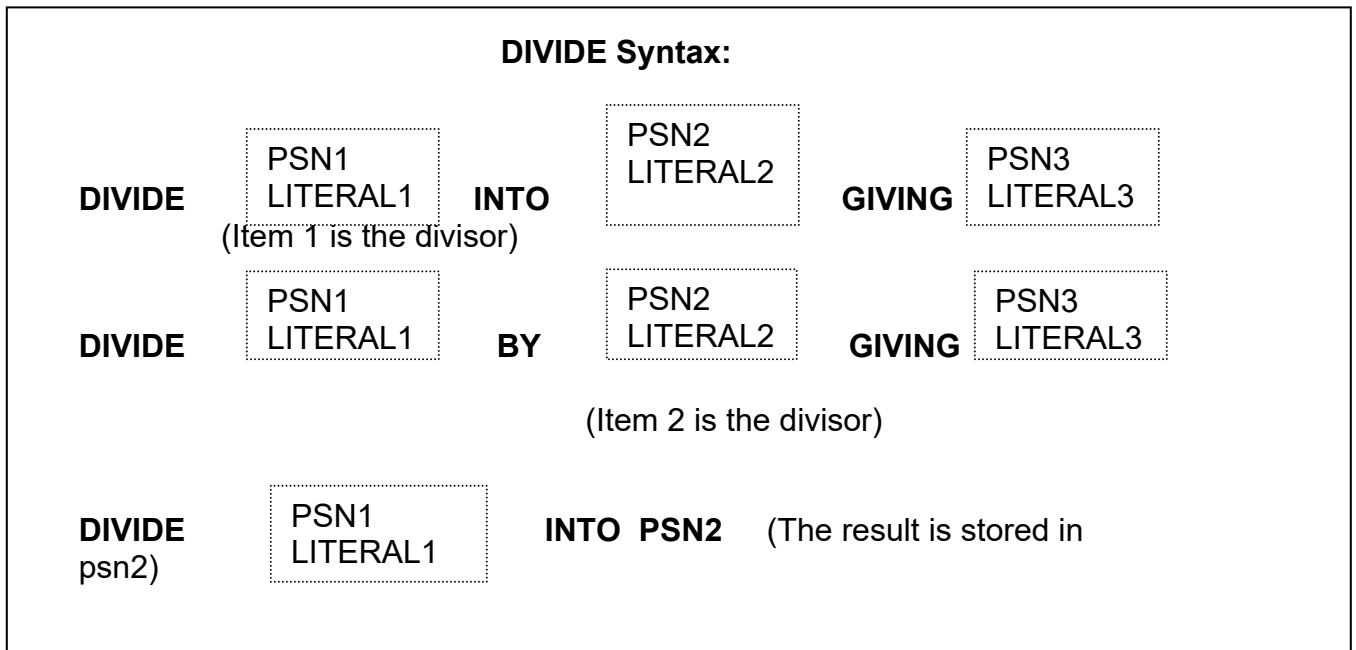 DIVIDE Syntax:
PSN1 PSN2 PSN3
DIVIDE LITERAL1 INTO LITERAL2 GIVING LITERAL3
(Item 1 is the divisor)
PSN1 PSN2 PSN3
DIVIDE LITERAL1 BY LITERAL2 GIVING LITERAL3
(Item 2 is the divisor)
PSN1
DIVIDE LITERAL1 INTO PSN2 (The result is stored in
psn2)